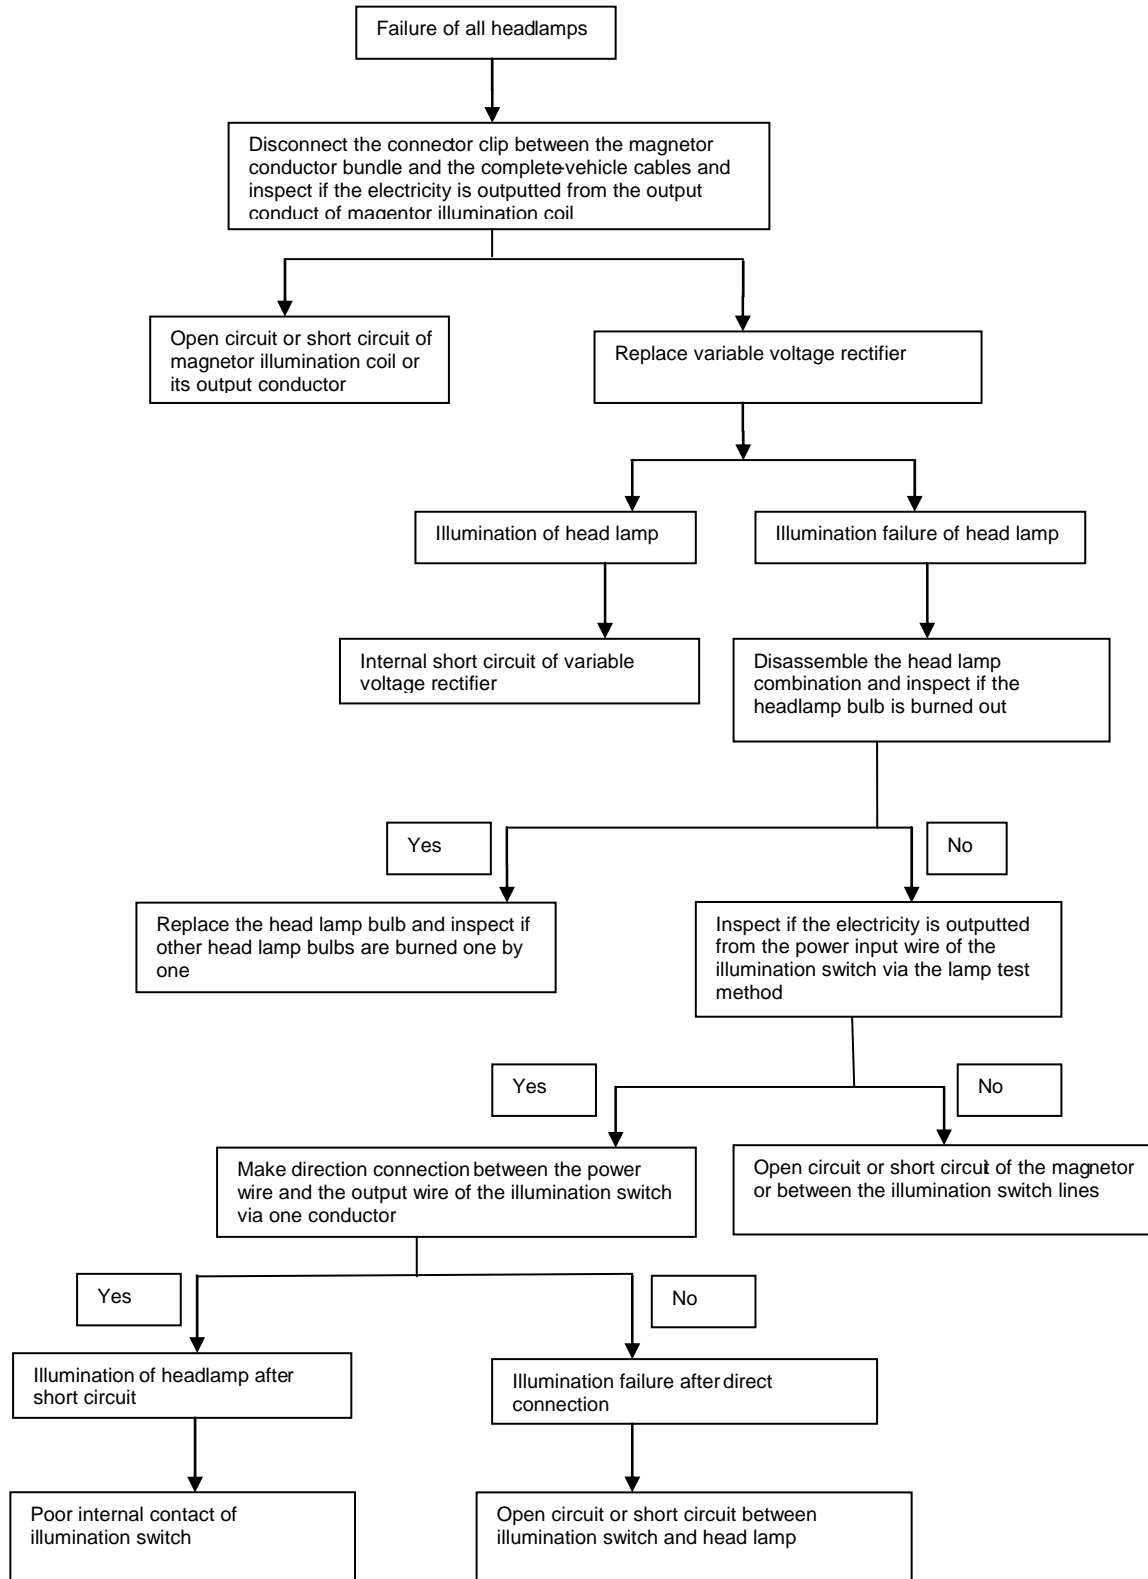 Failure of all headlamps
Disconnect the connector clip between the magnetor
conductor bundle and the complete-vehicle cables and
inspect if the electricity is outputted from the output
conduct of magentor illumination coil
Open circuit or short circuit of
magnetor illumination coil or
its output conductor
Replace variable voltage rectifier
Illumination of head lamp
Illumination failure of head lamp
Internal short circuit of variable
voltage rectifier
Disassemble the head lamp
combination and inspect if the
headlamp bulb is burned out
Yes
No
Replace the head lamp bulb and inspect if
other head lamp bulbs are burned one by
one
Inspect if the electricity is outputted
from the power input wire of the
illumination switch via the lamp test
method
Yes
No
Make direction connection between the power
wire and the output wire of the illumination switch
via one conductor
Open circuit or short circuit of the magnetor
or between the illumination switch lines
Yes
No
Illumination of headlamp after
short circuit
Illumination failure after direct
connection
Poor internal contact of
illumination switch
Open circuit or short circuit between
illumination switch and head lamp